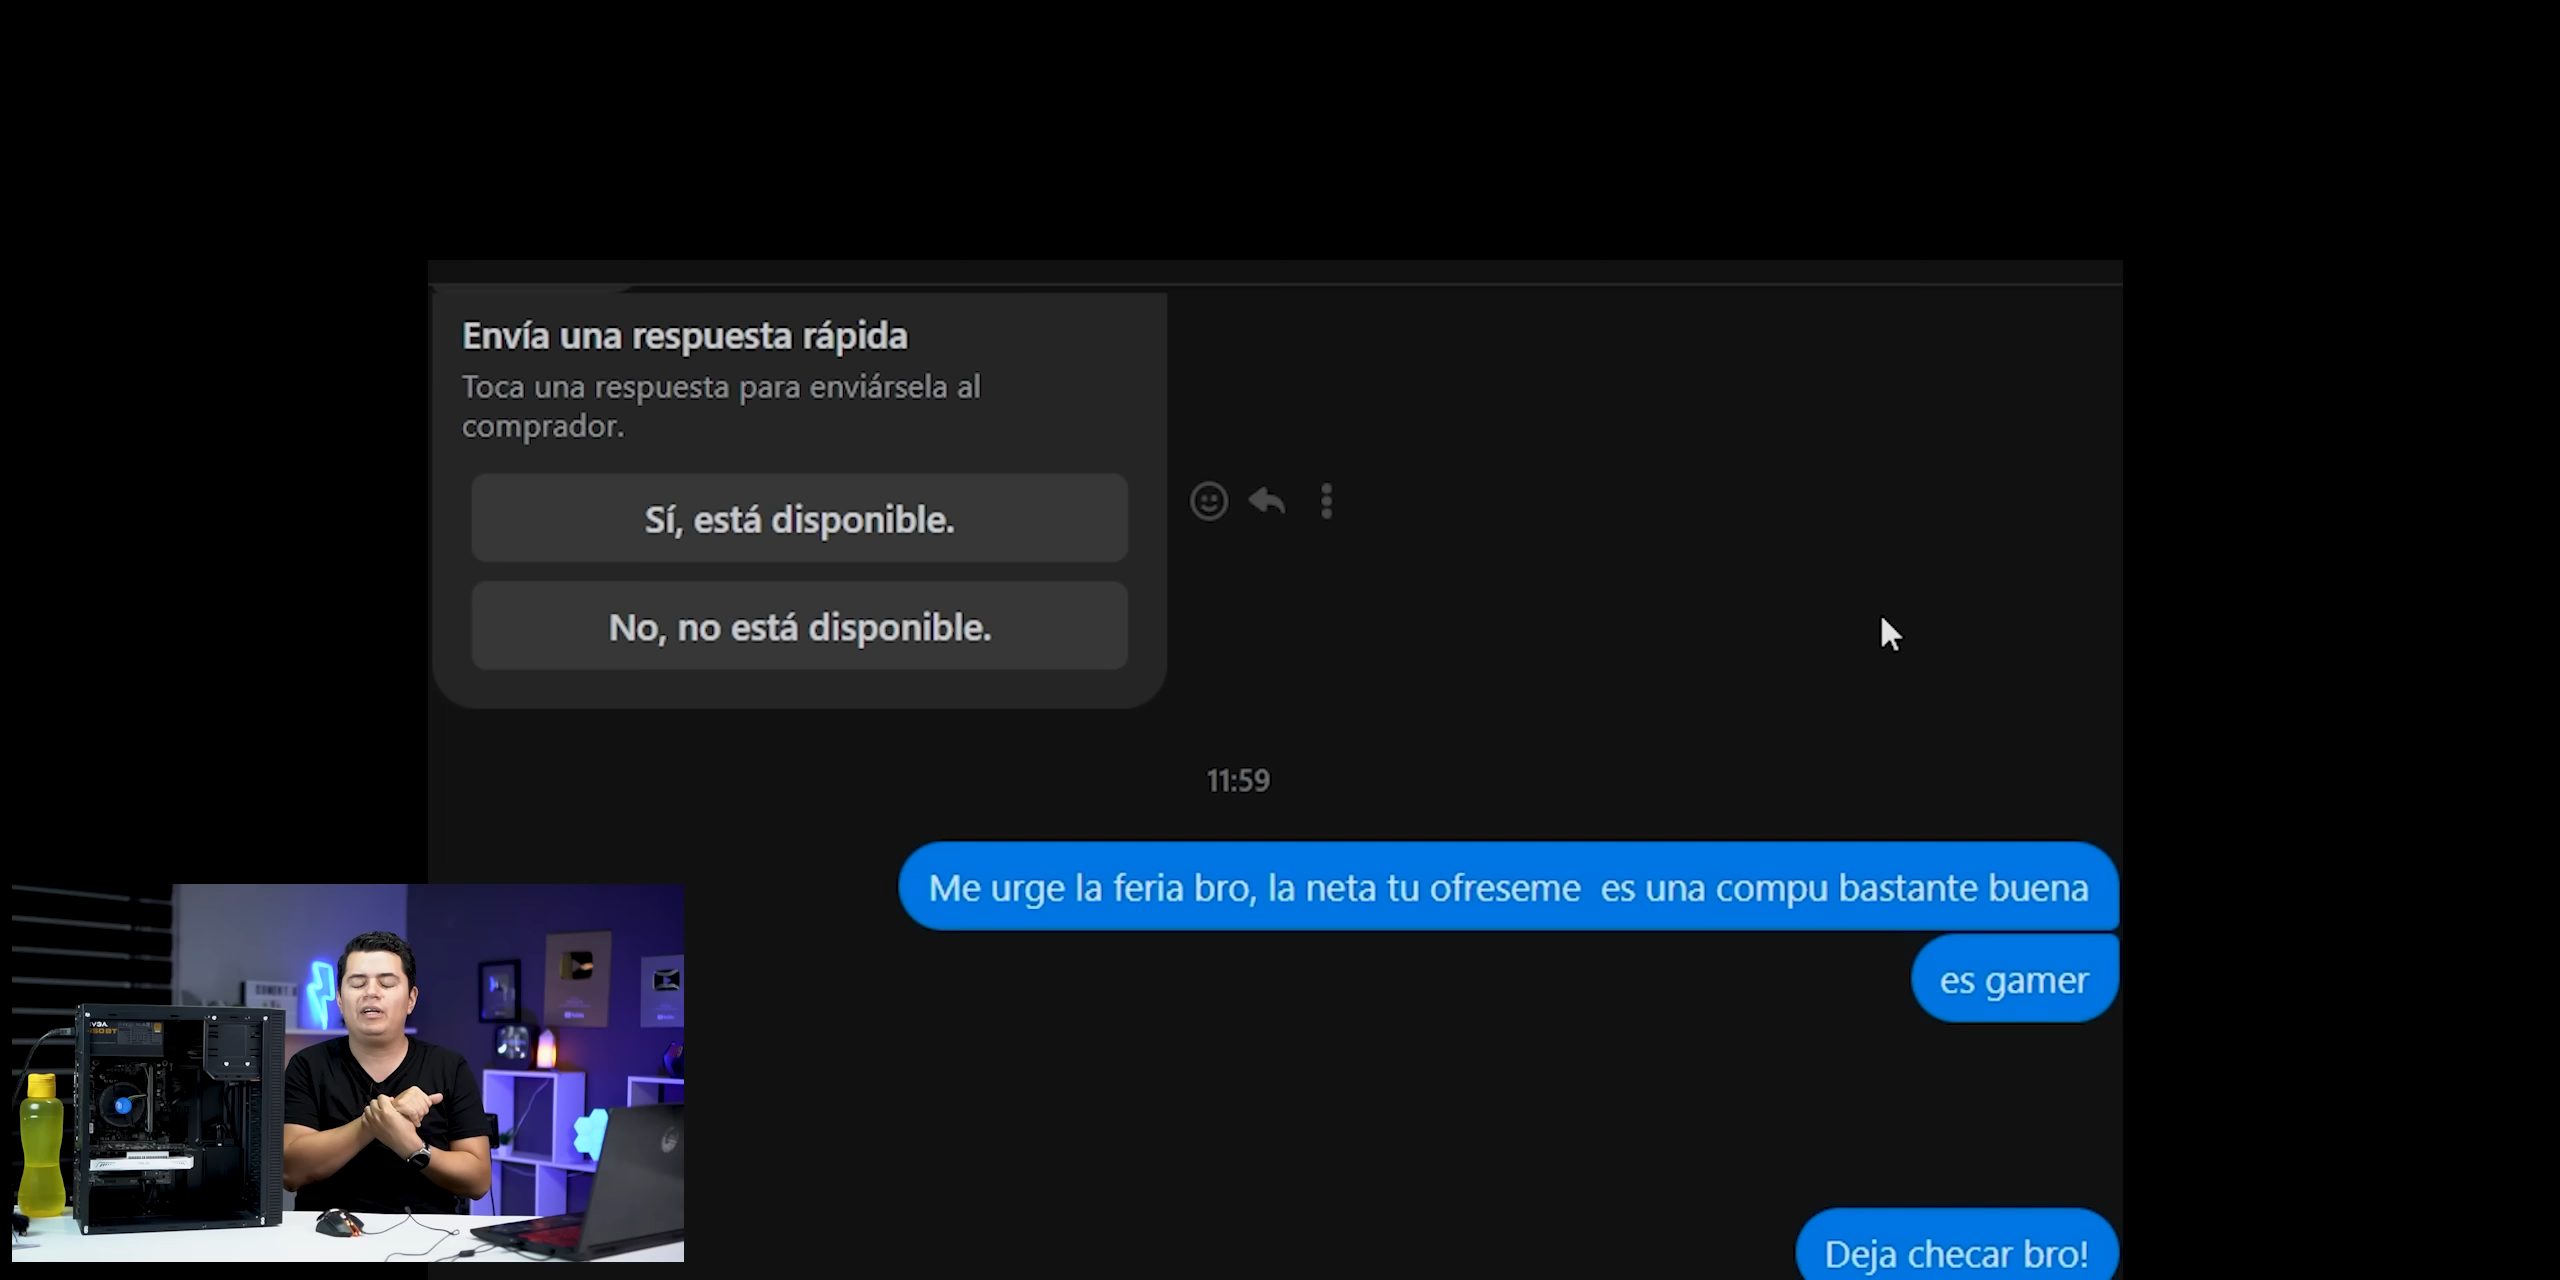 Envía una respuesta rápida
Toca una respuesta para enviársela al
comprador.
Sí, está disponible.
No, no está disponible.
11:59
Me urge la feria bro, la neta tu ofreseme  es una compu bastante buena
es gamer
Deja checar bro!